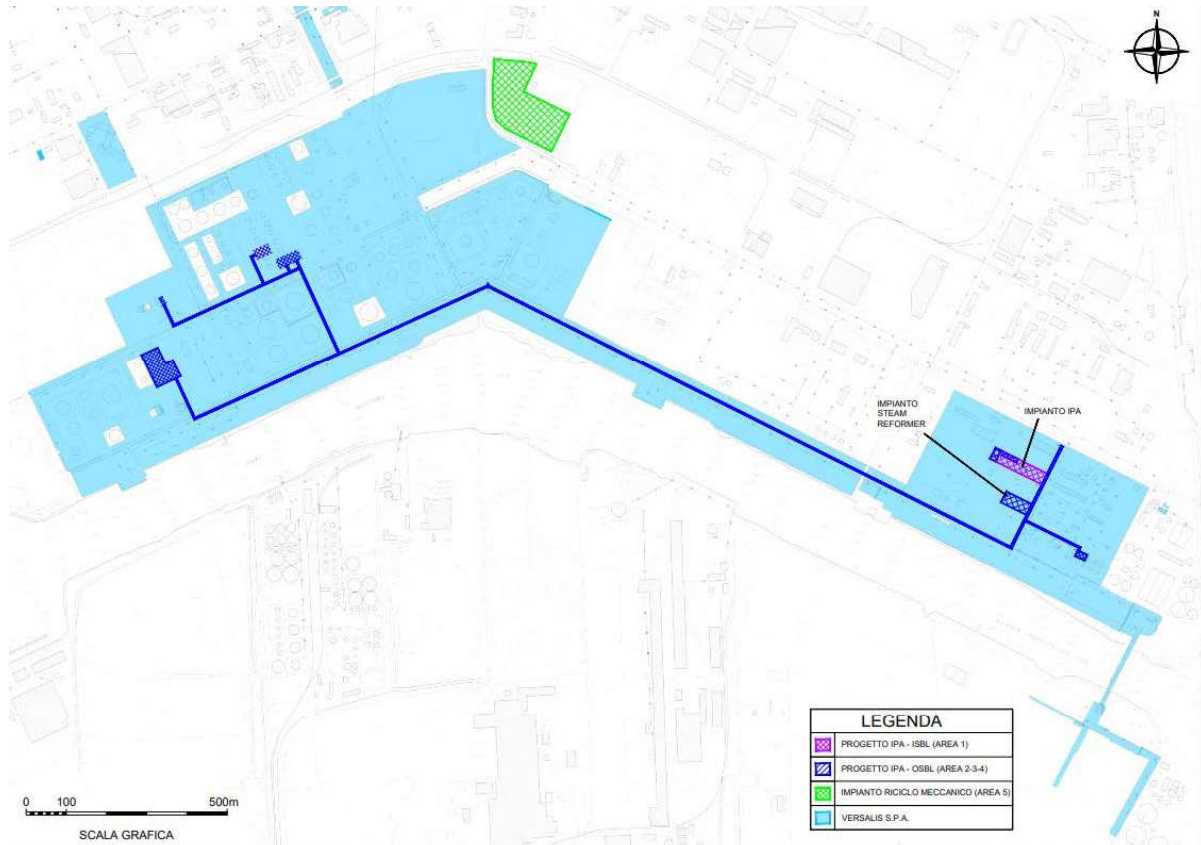 N
IMPIANTO
STEAM
REFORMER
IMPIANTO IPA
LEGENDA
PROGETTO IPA - ISBL (AREA 1)
PROGETTO IPA - OSBL (AREA 2-3-4)
IMPIANTO RICICLO MECCANICO (AREA 5)
VERSALIS S.P.A.
0 100 500m
SCALA GRAFICA